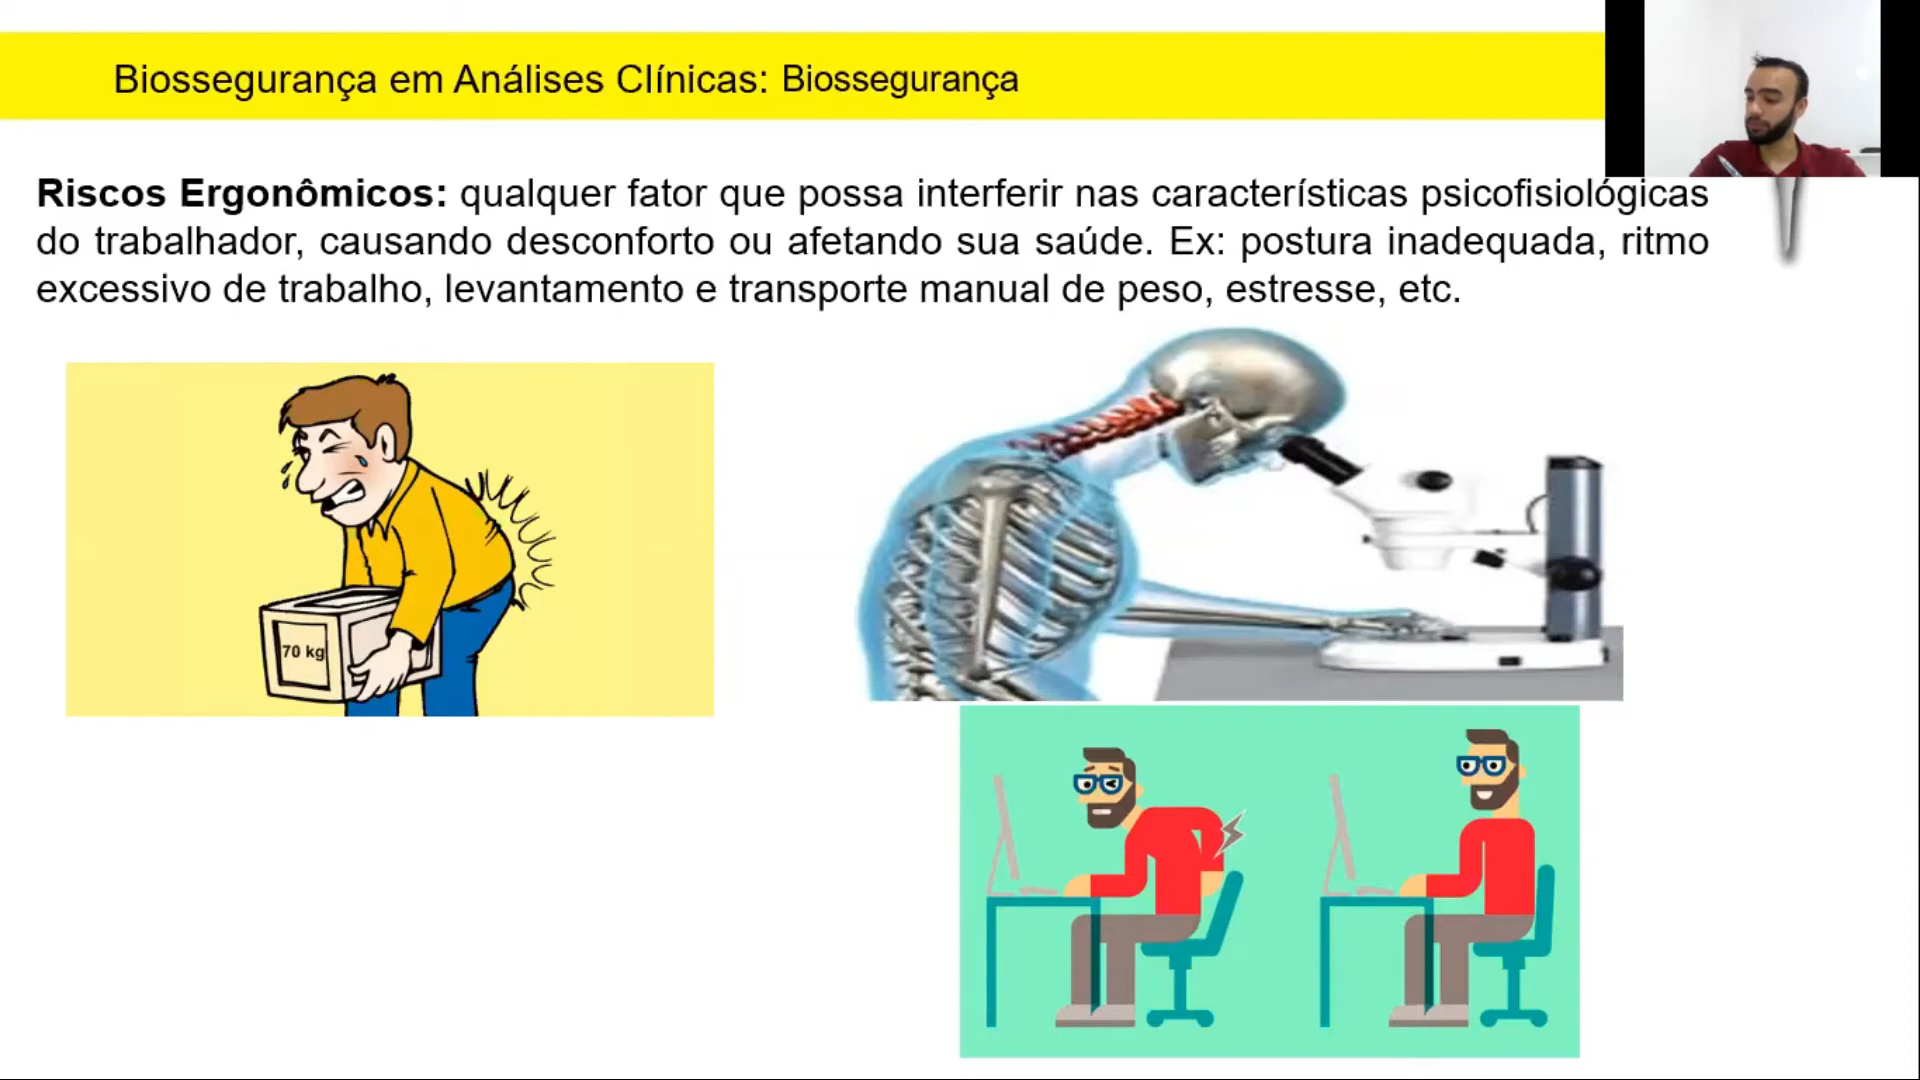 Biossegurança em Análises Clínicas: Biossegurança
Riscos Ergonômicos: qualquer fator que possa interferir nas características psicofisiológicas
do trabalhador, causando desconforto ou afetando sua saúde. Ex: postura inadequada, ritmo
excessivo de trabalho, levantamento e transporte manual de peso, estresse, etc.
70 kg